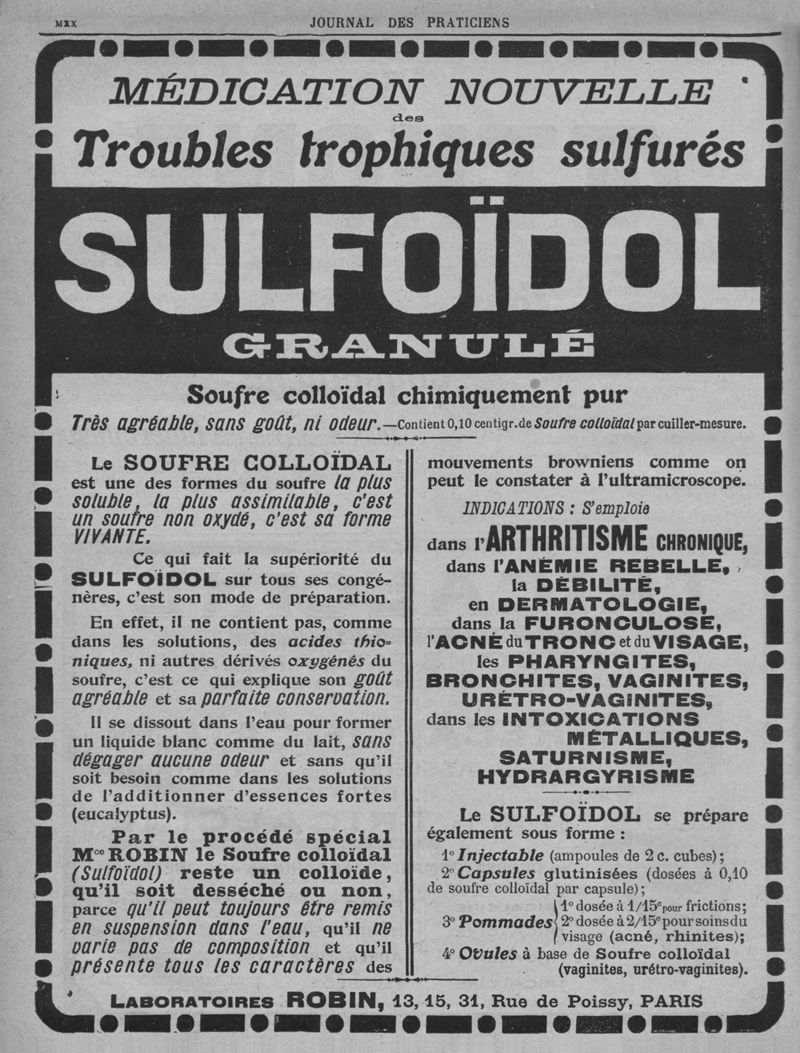 MXX
JOURNAL DES PRATICIENS
MÉDICATION NOUVELLE
des
Troubles trophiques sulfurés
SULFOÏDOL
GRANULÉ
Soufre colloïdal chimiquement pur
Très agréable, sans goût, ni odeur.—Contient 0,10 centigr. de Soufre colloïdal par cuiller-mesure.
Le SOUFRE COLLOÏDAL
est une des formes du soufre la plus
soluble, la plus assimilable, c'est
un soufre non oxydé, c'est sa forme
VIVANTE.
Ce qui fait la supériorité du
SULFOÏDOL sur tous ses congé-
nères, c'est son mode de préparation.
En effet, il ne contient pas, comme
dans les solutions, des acides thio-
niques, ni autres dérivés oxygénés du
soufre, c'est ce qui explique son goût
agréable et sa parfaite conservation.
Il se dissout dans l'eau pour former
un liquide blanc comme du lait, sans
dégager aucune odeur et sans qu'il
soit besoin comme dans les solutions
de l'additionner d'essences fortes
(eucalyptus).
Par le procédé spécial
Mce ROBIN le Soufre colloïdal
(Sulfoïdol) reste un colloïde,
qu'il soit desséché ou non,
parce qu'il peut toujours être remis
en suspension dans l'eau, qu'il ne
varie pas de composition et qu'il
présente tous les caractères des
mouvements browniens comme on
peut le constater à l'ultramicroscope.
INDICATIONS : S'emploie
dans l'ARTHRITISME CHRONIQUE,
dans l'ANÉMIE REBELLE,
la DÉBILITÉ,
en DERMATOLOGIE,
dans la FURONCULOSE,
l'ACNÉ du TRONC et du VISAGE,
les PHARYNGITES,
BRONCHITES, VAGINITES,
URÉTRO-VAGINITES,
dans les INTOXICATIONS
MÉTALLIQUES,
SATURNISME,
HYDRARGYRISME
Le SULFOÏDOL se prépare
également sous forme :
1° Injectable (ampoules de 2 c. cubes) ;
2° Capsules glutinisées (dosées à 0,10
de soufre colloïdal par capsule) ;
3° Pommades { 1° dosée à 1/15e pour frictions;
2° dosée à 2/15e pour soins du
visage (acné, rhinites);
4° Ovules à base de Soufre colloïdal
(vaginites, urétro-vaginites).
LABORATOIRES ROBIN, 13, 15, 31, Rue de Poissy, PARIS